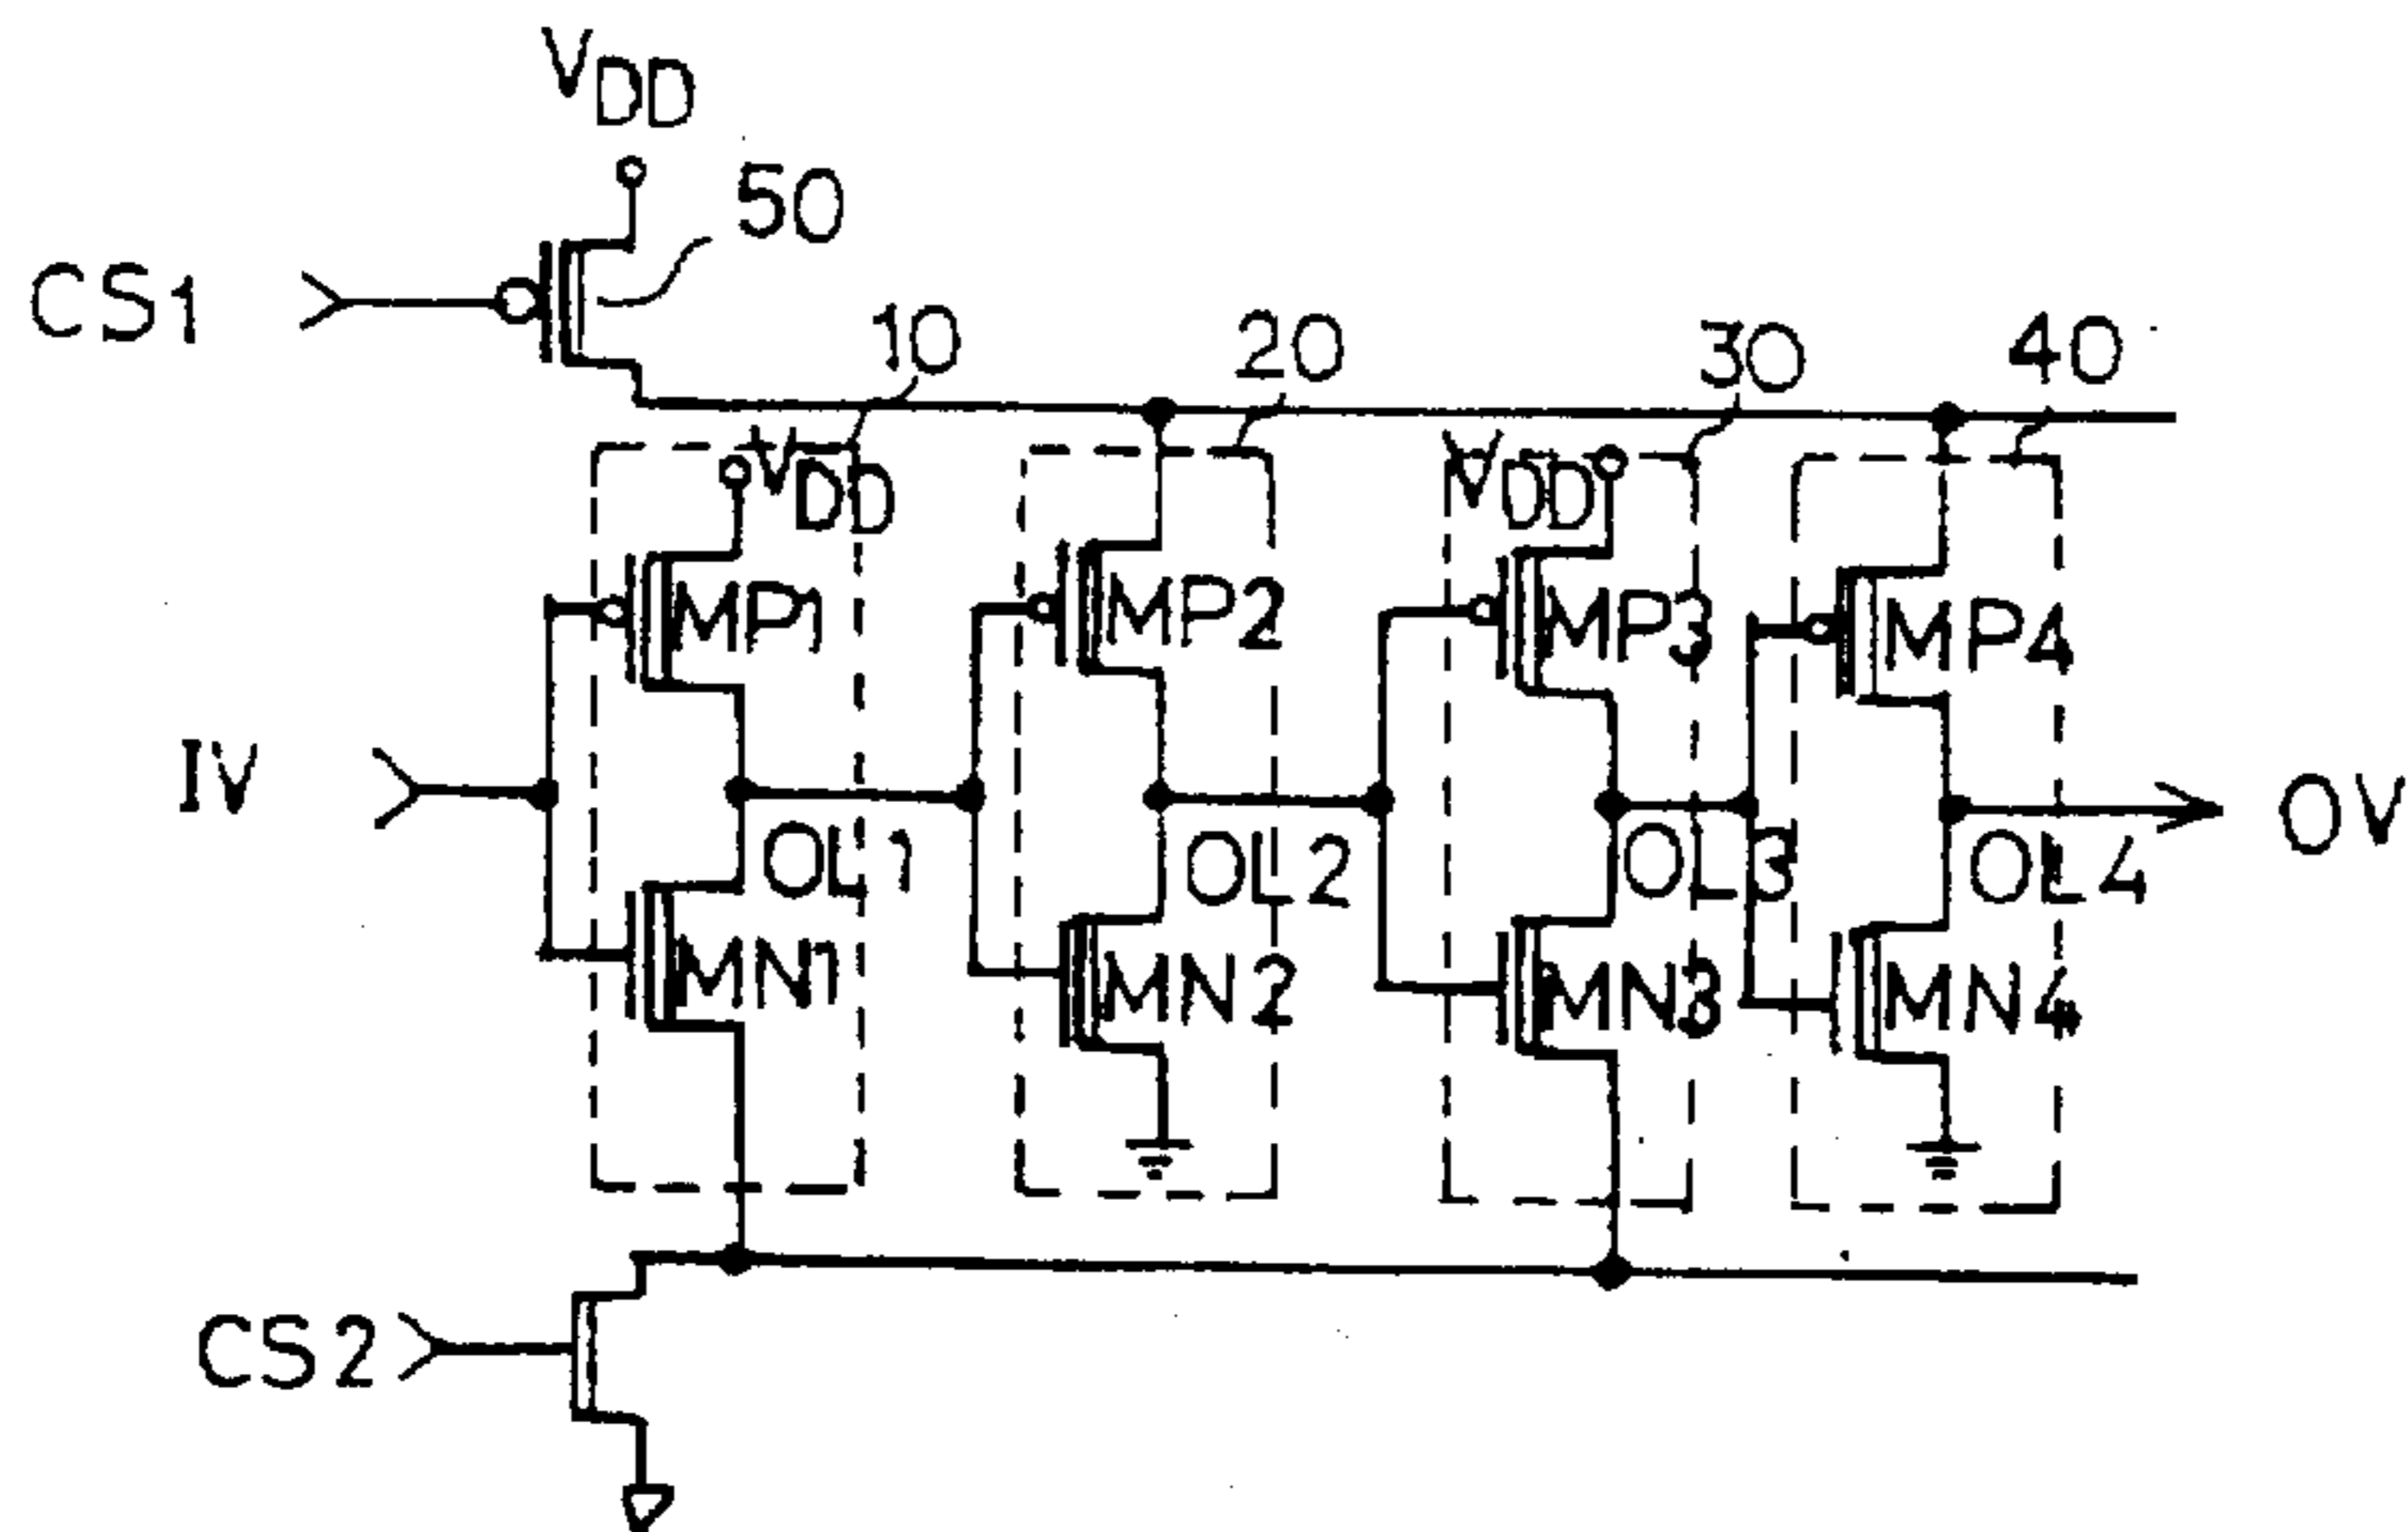 VDD
50
CS1
10
20
30
40
VDD
VDD
MP1
MP2
MP3
MP4
IV
OV
OL1
OL2
OL3
OL4
MN1
MN2
MN3
MN4
CS2